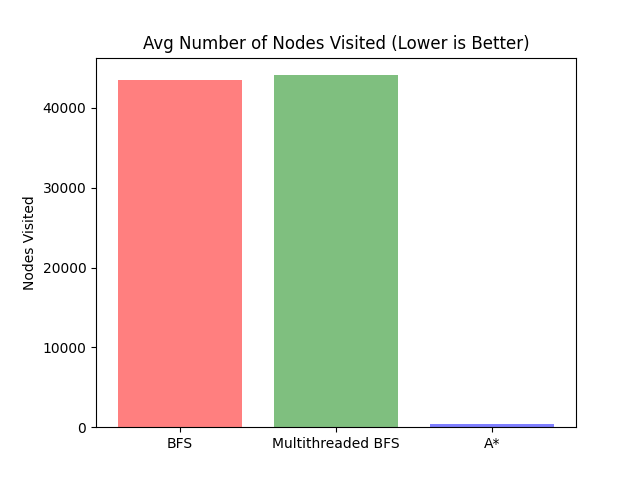 Avg Number of Nodes Visited (Lower is Better)
40000
30000
20000
10000
0
Nodes Visited
BFS
Multithreaded BFS
A*